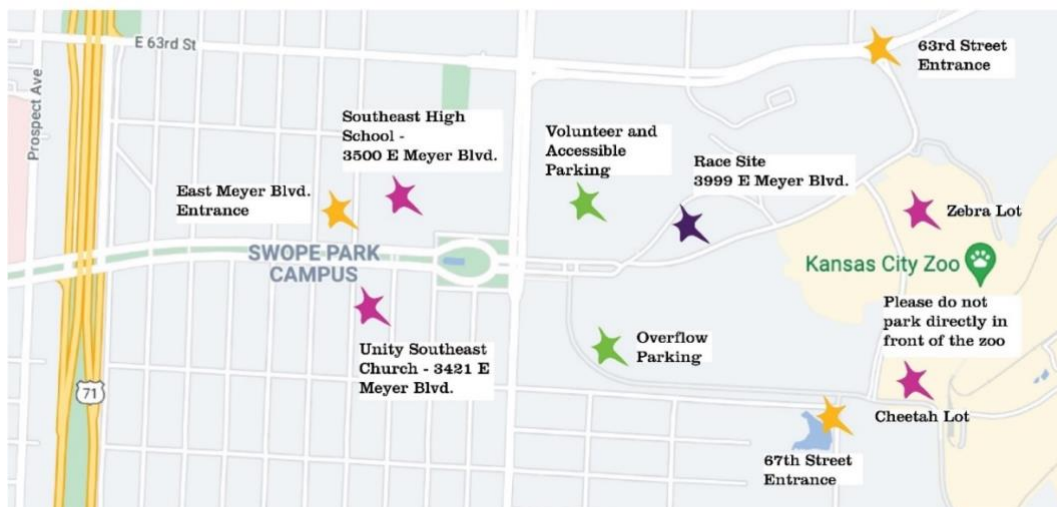 E 63rd St
Prospect Ave
63rd Street
Entrance
Southeast High
School -
3500 E Meyer Blvd.
Volunteer and
Accessible
Parking
Race Site
3999 E Meyer Blvd.
East Meyer Blvd.
Entrance
Zebra Lot
SWOPE PARK
CAMPUS
Kansas City Zoo
Please do not
park directly in
front of the zoo
Unity Southeast
Church - 3421 E
Meyer Blvd.
Overflow
Parking
71
Cheetah Lot
67th Street
Entrance